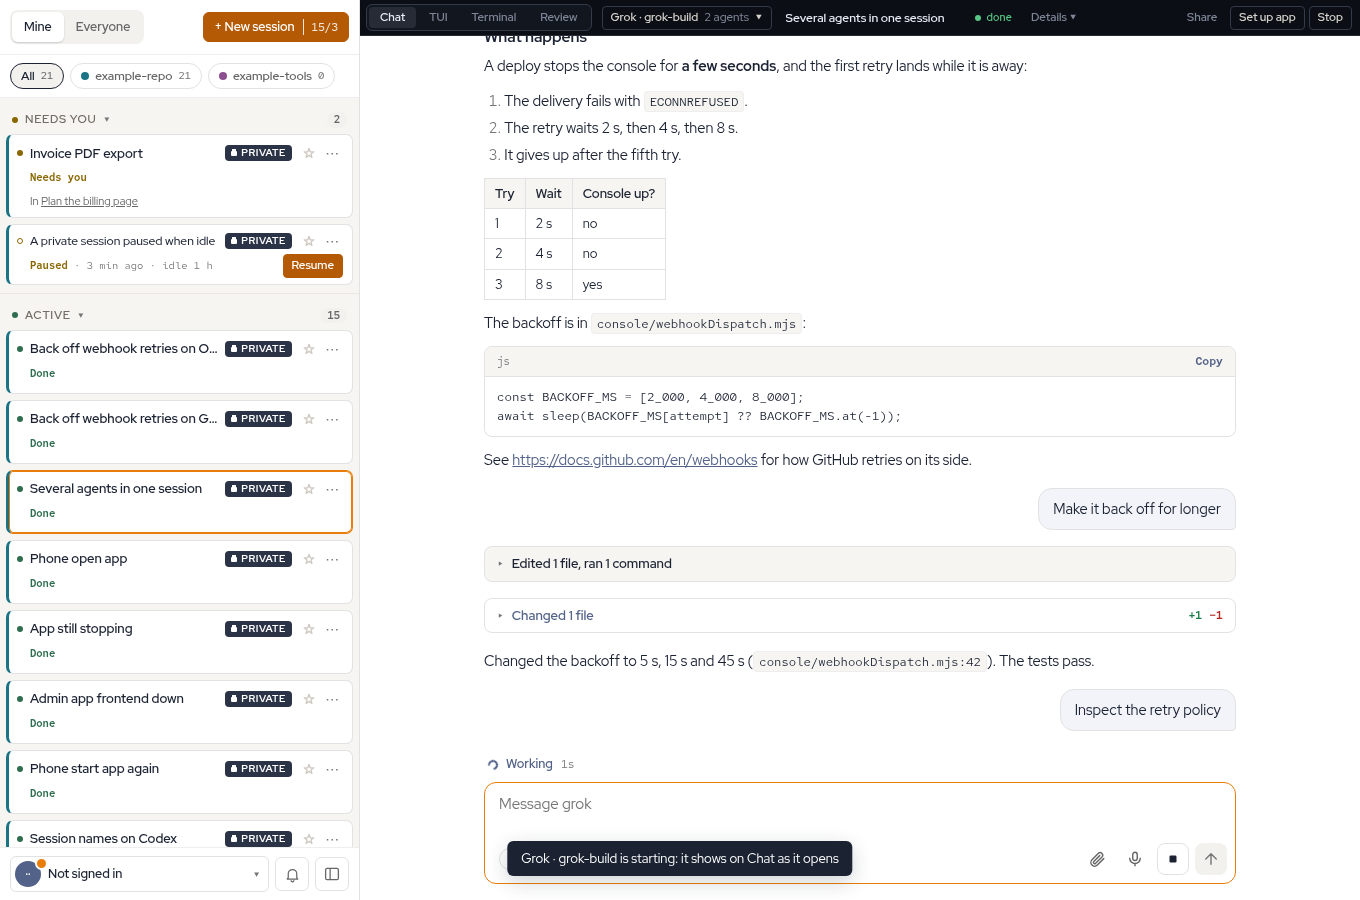 Mine
Everyone
+ New session
15/3
All 21
example-repo 21
example-tools 0
NEEDS YOU
2
Invoice PDF export
PRIVATE
Needs you
In Plan the billing page
A private session paused when idle
PRIVATE
Paused · 3 min ago · idle 1 h
Resume
ACTIVE
15
Back off webhook retries on O...
PRIVATE
Done
Back off webhook retries on G...
PRIVATE
Done
Several agents in one session
PRIVATE
Done
Phone open app
PRIVATE
Done
App still stopping
PRIVATE
Done
Admin app frontend down
PRIVATE
Done
Phone start app again
PRIVATE
Done
Session names on Codex
PRIVATE
Not signed in
Chat
TUI
Terminal
Review
Grok · grok-build 2 agents
Several agents in one session
done
Details
Share
Set up app
Stop
What happens
A deploy stops the console for a few seconds, and the first retry lands while it is away:
1. The delivery fails with ECONNREFUSED.
2. The retry waits 2 s, then 4 s, then 8 s.
3. It gives up after the fifth try.
Try Wait Console up?
1 2 s no
2 4 s no
3 8 s yes
The backoff is in console/webhookDispatch.mjs:
js
Copy
const BACKOFF_MS = [2_000, 4_000, 8_000];
await sleep(BACKOFF_MS[attempt] ?? BACKOFF_MS.at(-1));
See https://docs.github.com/en/webhooks for how GitHub retries on its side.
Make it back off for longer
Edited 1 file, ran 1 command
Changed 1 file
+1 −1
Changed the backoff to 5 s, 15 s and 45 s (console/webhookDispatch.mjs:42). The tests pass.
Inspect the retry policy
Working 1s
Message grok
Grok · grok-build is starting: it shows on Chat as it opens